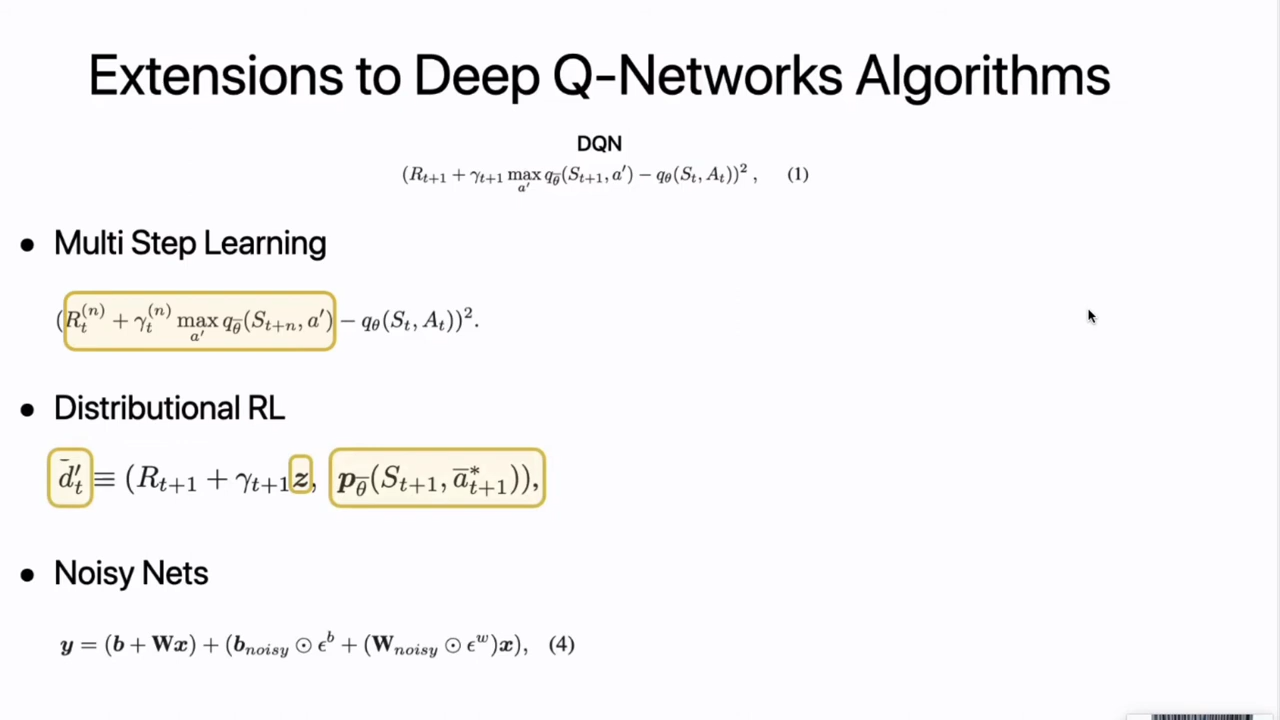 Extensions to Deep Q-Networks Algorithms
DQN
(R_{t+1} + γ_{t+1} max_{a'} q_{θ̄}(S_{t+1}, a') − q_θ(S_t, A_t))² , (1)
● Multi Step Learning
(R_t^{(n)} + γ_t^{(n)} max_{a'} q_{θ̄}(S_{t+n}, a') − q_θ(S_t, A_t))².
● Distributional RL
d̄'_t ≡ (R_{t+1} + γ_{t+1} z, p_{θ̄}(S_{t+1}, ā*_{t+1})),
● Noisy Nets
y = (b + Wx) + (b_{noisy} ⊙ ε^b + (W_{noisy} ⊙ ε^w)x), (4)